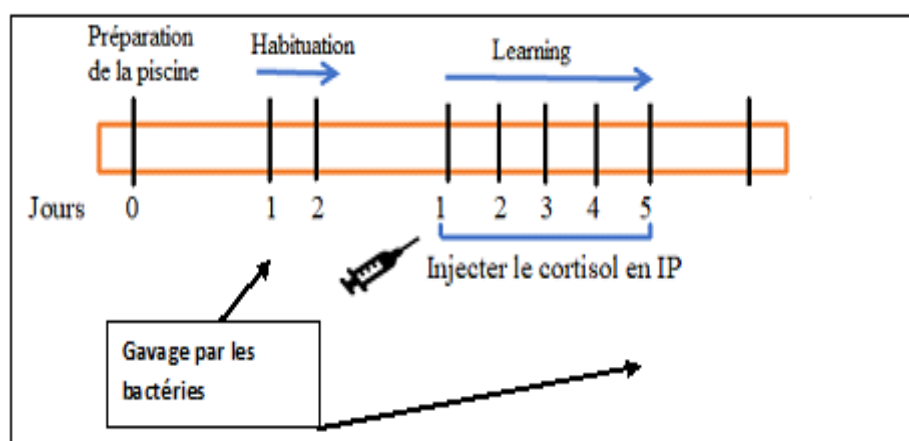 Préparation
de la piscine
Habituation
Learning
Jours 0 1 2 1 2 3 4 5
Injecter le cortisol en IP
Gavage par les
bactéries